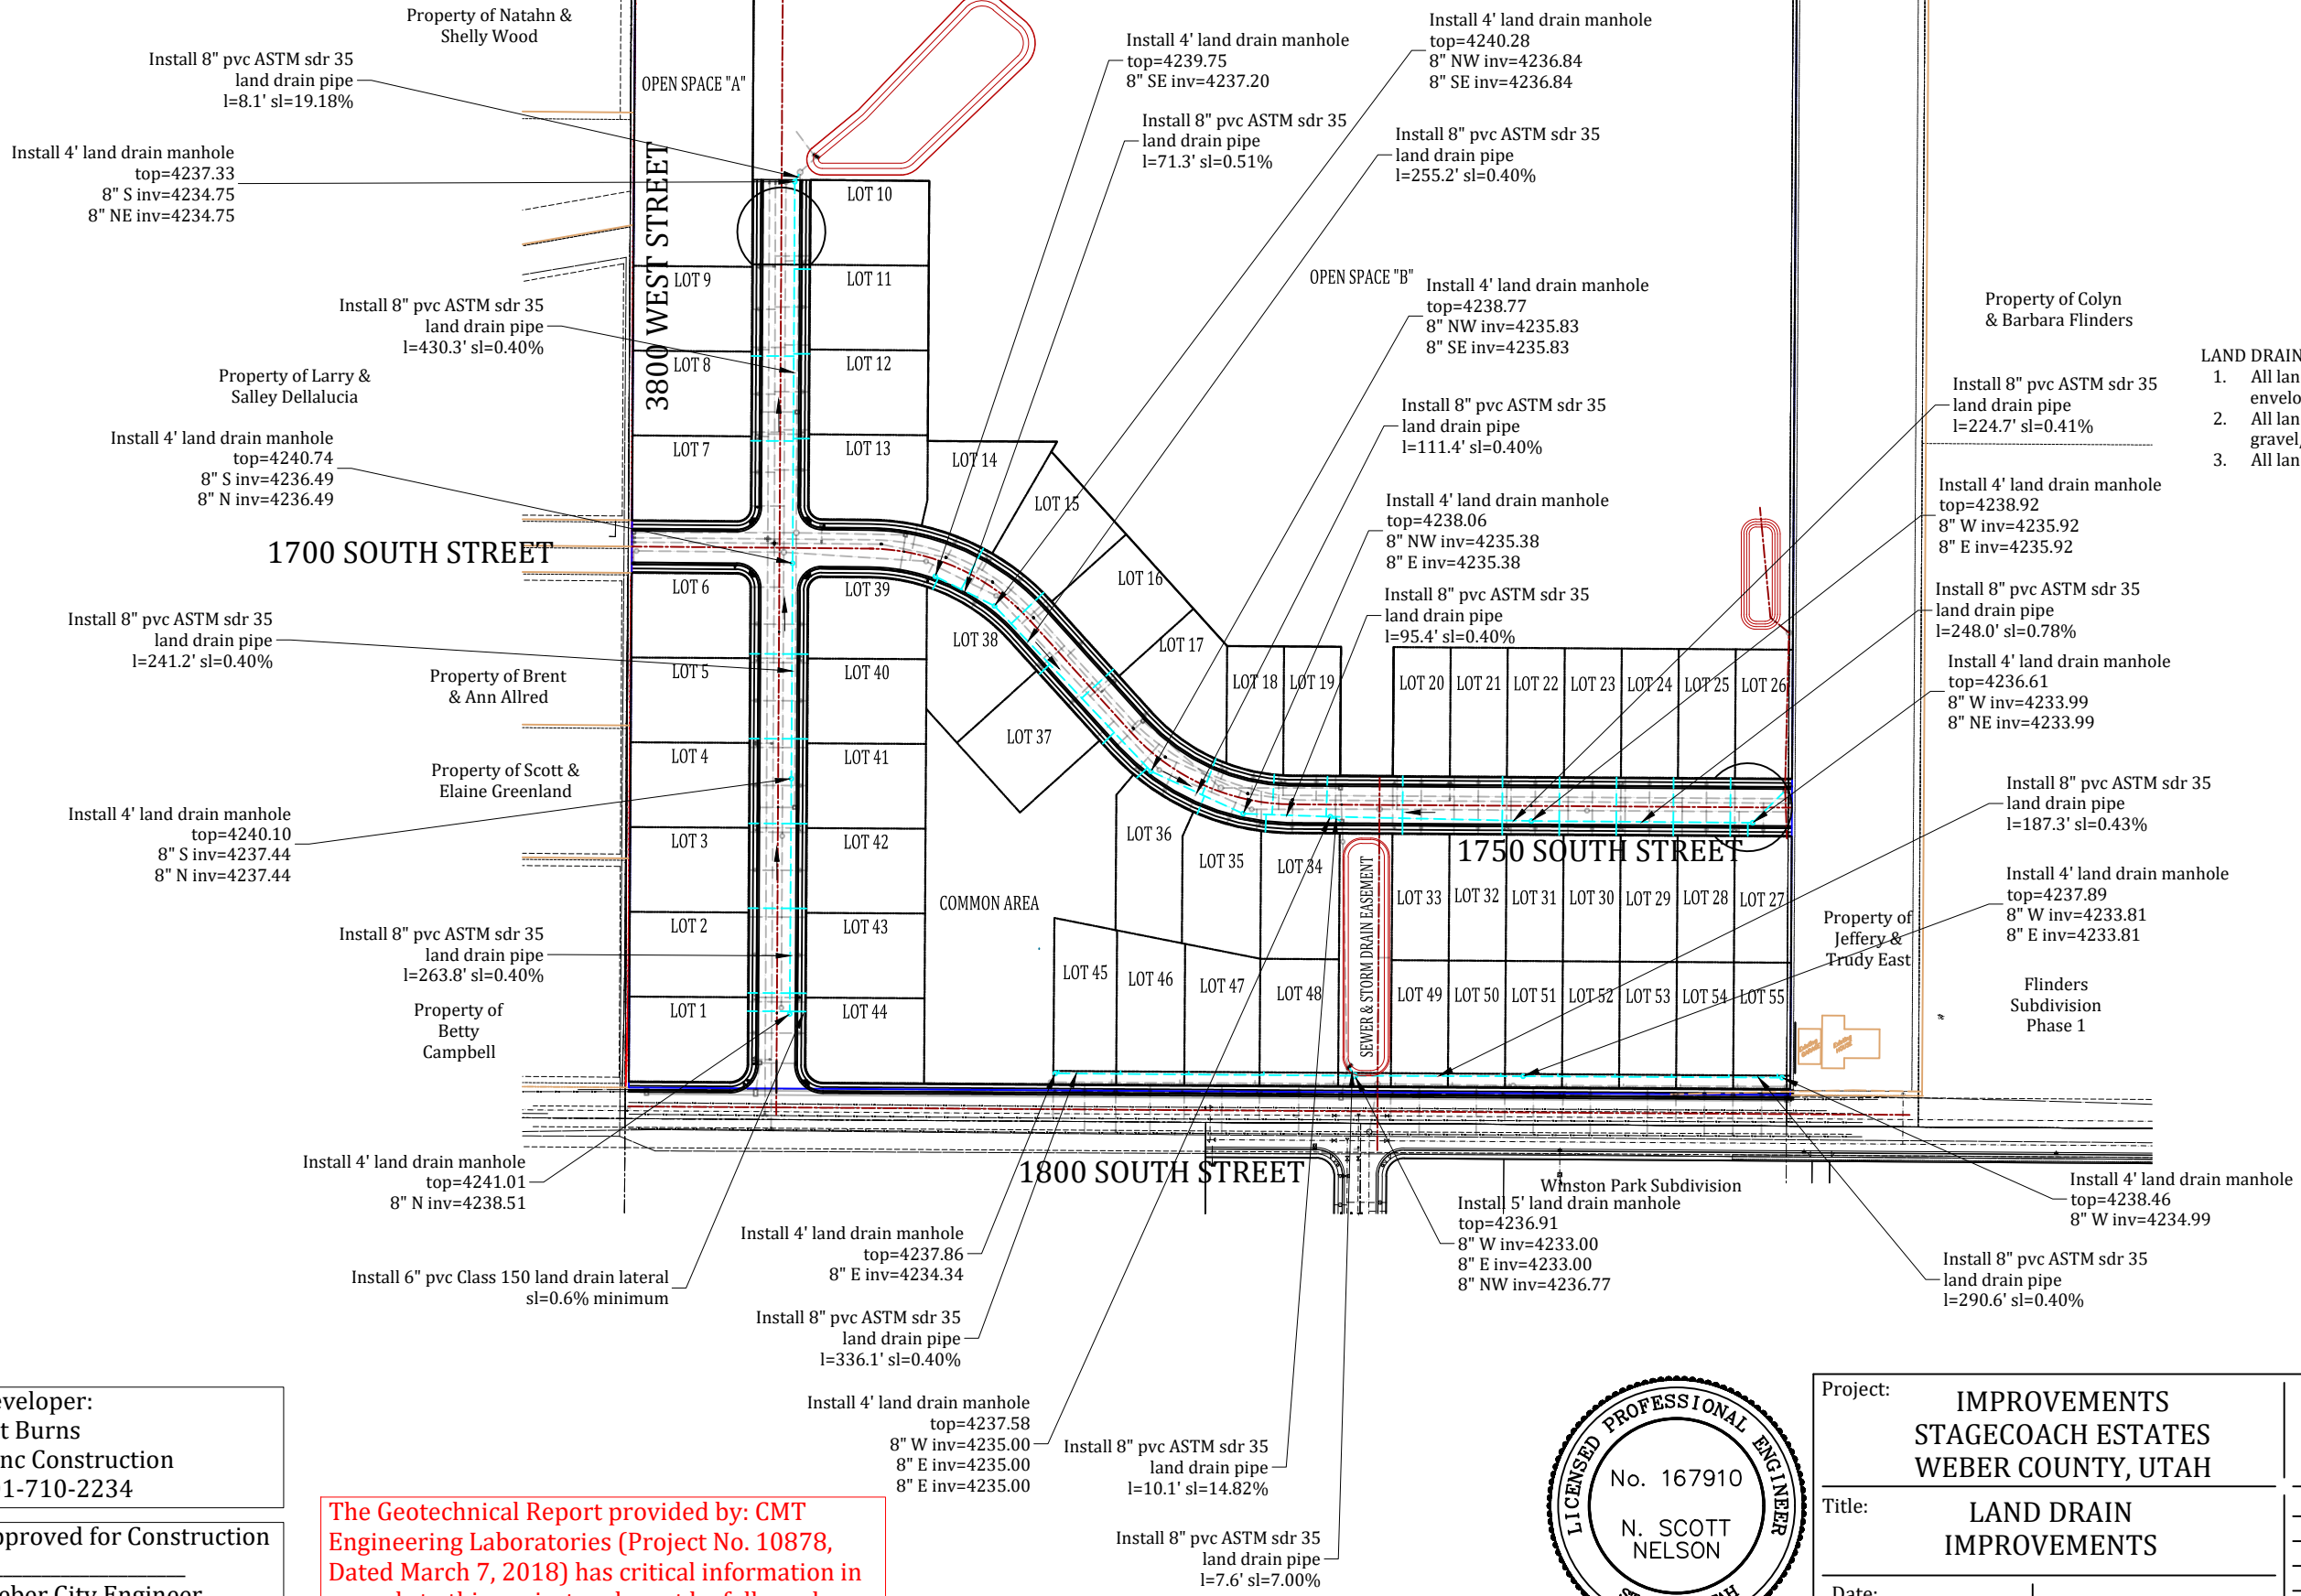 Property of Natahn &
Shelly Wood
Install 8" pvc ASTM sdr 35
land drain pipe
l=8.1' sl=19.18%
Install 4' land drain manhole
top=4237.33
8" S inv=4234.75
8" NE inv=4234.75
Install 8" pvc ASTM sdr 35
land drain pipe
l=430.3' sl=0.40%
Property of Larry &
Salley Dellalucia
Install 4' land drain manhole
top=4240.74
8" S inv=4236.49
8" N inv=4236.49
1700 SOUTH STREET
Install 8" pvc ASTM sdr 35
land drain pipe
l=241.2' sl=0.40%
Property of Brent
& Ann Allred
Property of Scott &
Elaine Greenland
Install 4' land drain manhole
top=4240.10
8" S inv=4237.44
8" N inv=4237.44
Install 8" pvc ASTM sdr 35
land drain pipe
l=263.8' sl=0.40%
Property of
Betty
Campbell
Install 4' land drain manhole
top=4241.01
8" N inv=4238.51
Install 6" pvc Class 150 land drain lateral
sl=0.6% minimum
OPEN SPACE "A"
3800 WEST STREET
LOT 10
LOT 9
LOT 11
LOT 8
LOT 12
LOT 7
LOT 13
LOT 14
LOT 15
LOT 16
LOT 17
LOT 18
LOT 19
LOT 20
LOT 21
LOT 22
LOT 23
LOT 24
LOT 25
LOT 26
LOT 6
LOT 39
LOT 38
LOT 5
LOT 40
LOT 37
LOT 4
LOT 41
LOT 3
LOT 42
LOT 36
LOT 35
LOT 34
LOT 2
LOT 43
LOT 1
LOT 44
COMMON AREA
LOT 33
LOT 32
LOT 31
LOT 30
LOT 29
LOT 28
LOT 27
LOT 45
LOT 46
LOT 47
LOT 48
SEWER & STORM DRAIN EASEMENT
LOT 49
LOT 50
LOT 51
LOT 52
LOT 53
LOT 54
LOT 55
1750 SOUTH STREET
1800 SOUTH STREET
Winston Park Subdivision
Install 4' land drain manhole
top=4239.75
8" SE inv=4237.20
Install 8" pvc ASTM sdr 35
land drain pipe
l=71.3' sl=0.51%
Install 4' land drain manhole
top=4240.28
8" NW inv=4236.84
8" SE inv=4236.84
Install 8" pvc ASTM sdr 35
land drain pipe
l=255.2' sl=0.40%
OPEN SPACE "B"
Install 4' land drain manhole
top=4238.77
8" NW inv=4235.83
8" SE inv=4235.83
Install 8" pvc ASTM sdr 35
land drain pipe
l=111.4' sl=0.40%
Install 4' land drain manhole
top=4238.06
8" NW inv=4235.38
8" E inv=4235.38
Install 8" pvc ASTM sdr 35
land drain pipe
l=95.4' sl=0.40%
Property of Colyn
& Barbara Flinders
LAND DRAIN
1. All lan
envelo
2. All lan
gravel,
3. All lan
Install 8" pvc ASTM sdr 35
land drain pipe
l=224.7' sl=0.41%
Install 4' land drain manhole
top=4238.92
8" W inv=4235.92
8" E inv=4235.92
Install 8" pvc ASTM sdr 35
land drain pipe
l=248.0' sl=0.78%
Install 4' land drain manhole
top=4236.61
8" W inv=4233.99
8" NE inv=4233.99
Install 8" pvc ASTM sdr 35
land drain pipe
l=187.3' sl=0.43%
Install 4' land drain manhole
top=4237.89
8" W inv=4233.81
8" E inv=4233.81
Property of
Jeffery &
Trudy East
Flinders
Subdivision
Phase 1
Install 4' land drain manhole
top=4238.46
8" W inv=4234.99
Install 8" pvc ASTM sdr 35
land drain pipe
l=290.6' sl=0.40%
Install 5' land drain manhole
top=4236.91
8" W inv=4233.00
8" E inv=4233.00
8" NW inv=4236.77
Install 4' land drain manhole
top=4237.86
8" E inv=4234.34
Install 8" pvc ASTM sdr 35
land drain pipe
l=336.1' sl=0.40%
Install 4' land drain manhole
top=4237.58
8" W inv=4235.00
8" E inv=4235.00
8" E inv=4235.00
Install 8" pvc ASTM sdr 35
land drain pipe
l=10.1' sl=14.82%
Install 8" pvc ASTM sdr 35
land drain pipe
l=7.6' sl=7.00%
eveloper:
t Burns
nc Construction
1-710-2234
pproved for Construction
eber City Engineer
The Geotechnical Report provided by: CMT
Engineering Laboratories (Project No. 10878,
Dated March 7, 2018) has critical information in
LICENSED PROFESSIONAL ENGINEER
No. 167910
N. SCOTT
NELSON
Project:
IMPROVEMENTS
STAGECOACH ESTATES
WEBER COUNTY, UTAH
Title:
LAND DRAIN
IMPROVEMENTS
Date: